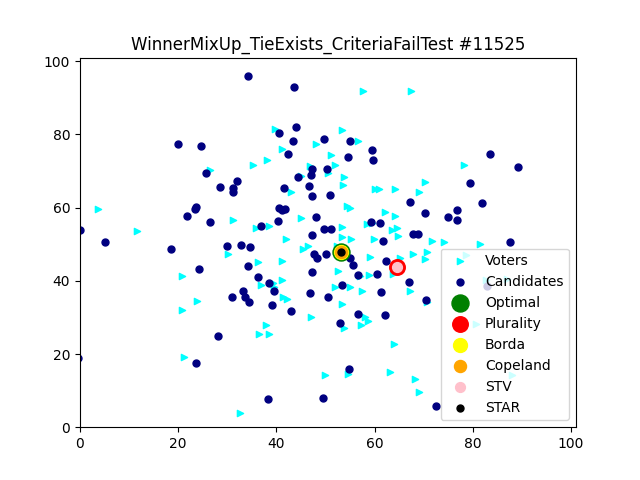 WinnerMixUp_TieExists_CriteriaFailTest #11525
100
80
60
40
20
0
0
20
40
60
80
100
Voters
Candidates
Optimal
Plurality
Borda
Copeland
STV
STAR